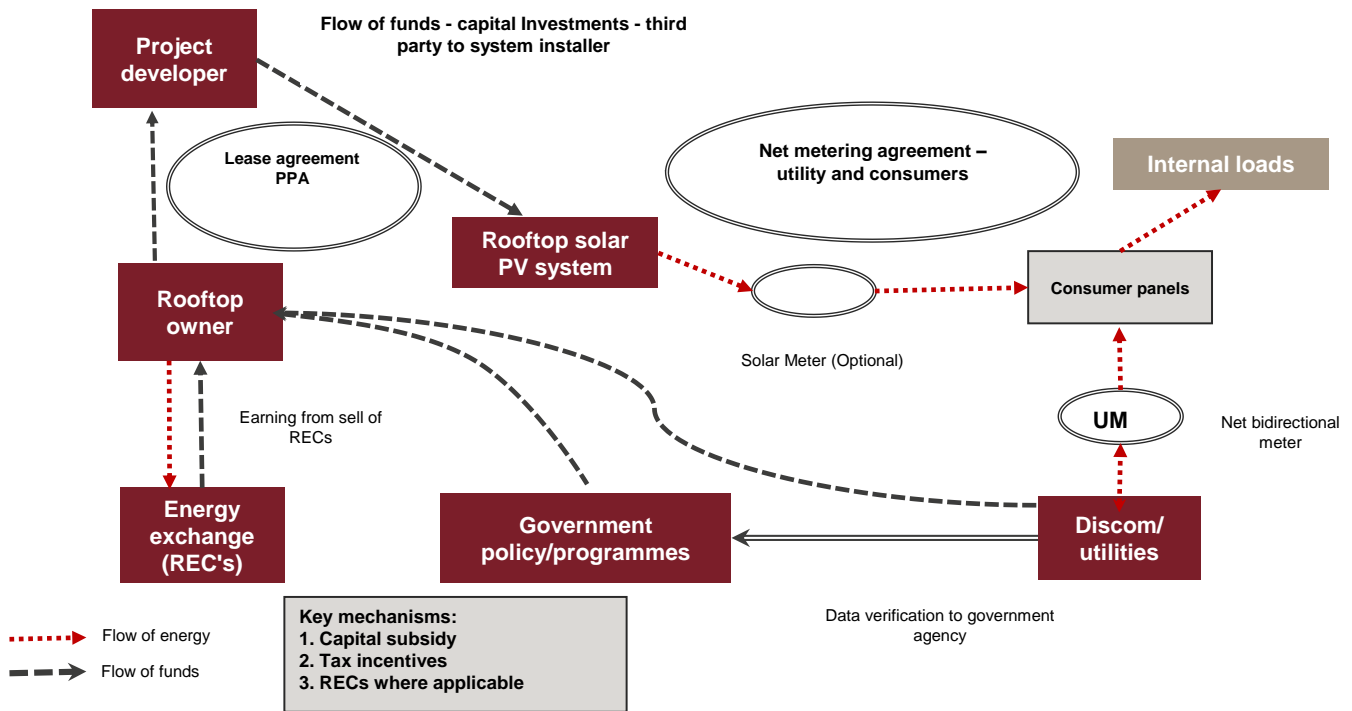 Project
developer
Flow of funds - capital Investments - third
party to system installer
Lease agreement
PPA
Net metering agreement –
utility and consumers
Internal loads
Rooftop solar
PV system
Rooftop
owner
Consumer panels
Solar Meter (Optional)
Earning from sell of
RECs
UM
Net bidirectional
meter
Energy
exchange
(REC's)
Government
policy/programmes
Discom/
utilities
Data verification to government
agency
Key mechanisms:
1. Capital subsidy
2. Tax incentives
3. RECs where applicable
Flow of energy
Flow of funds